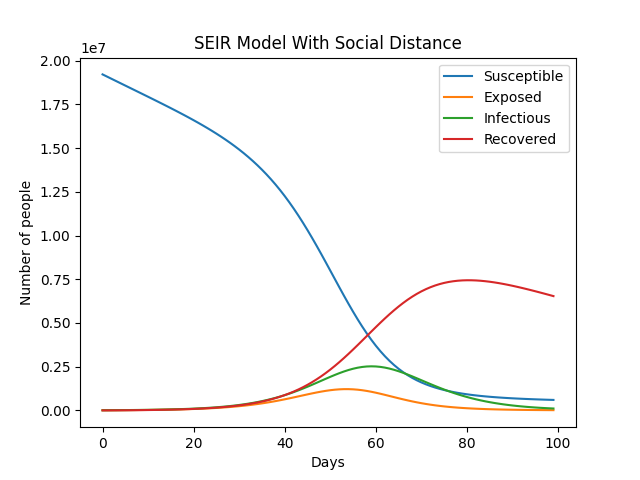 SEIR Model With Social Distance
1e7
2.00
1.75
1.50
1.25
1.00
0.75
0.50
0.25
0.00
Number of people
Susceptible
Exposed
Infectious
Recovered
0 20 40 60 80 100
Days